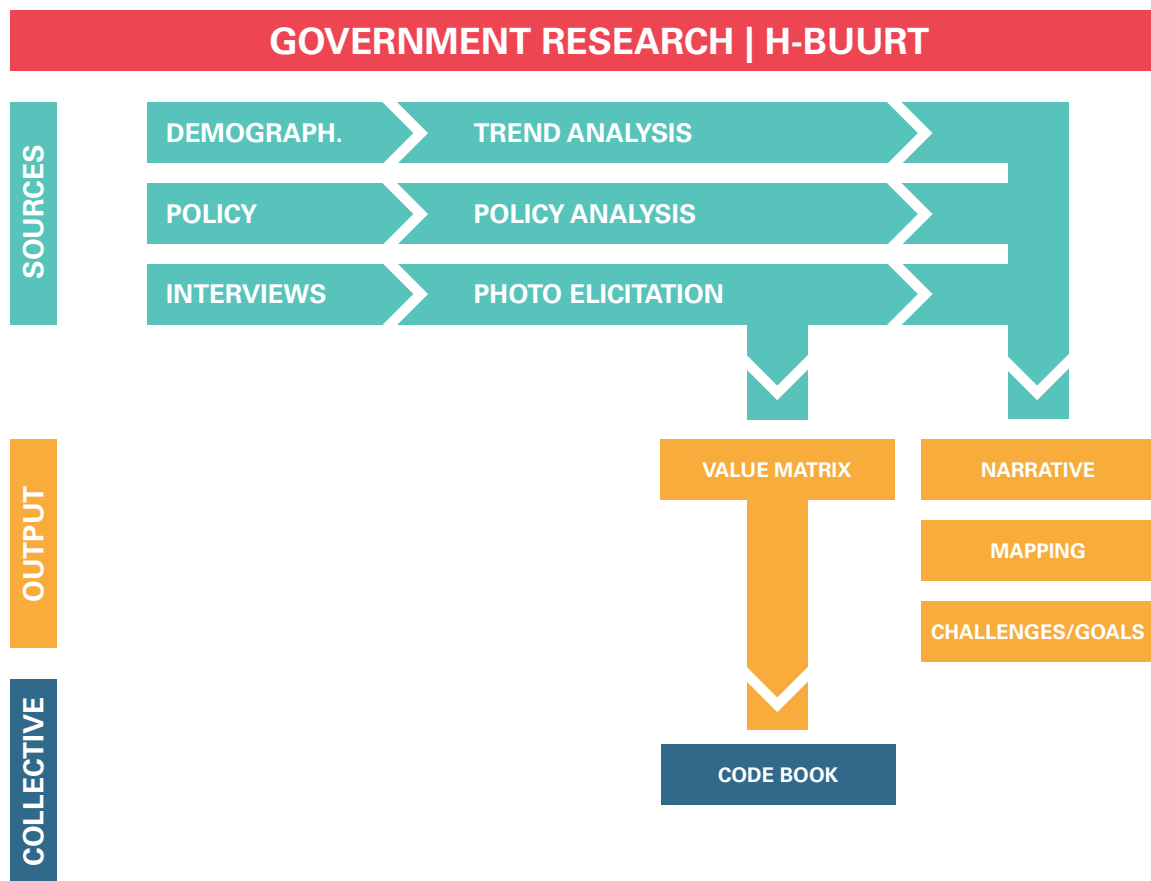 GOVERNMENT RESEARCH | H-BUURT
SOURCES
DEMOGRAPH.
TREND ANALYSIS
POLICY
POLICY ANALYSIS
INTERVIEWS
PHOTO ELICITATION
OUTPUT
VALUE MATRIX
NARRATIVE
MAPPING
CHALLENGES/GOALS
COLLECTIVE
CODE BOOK